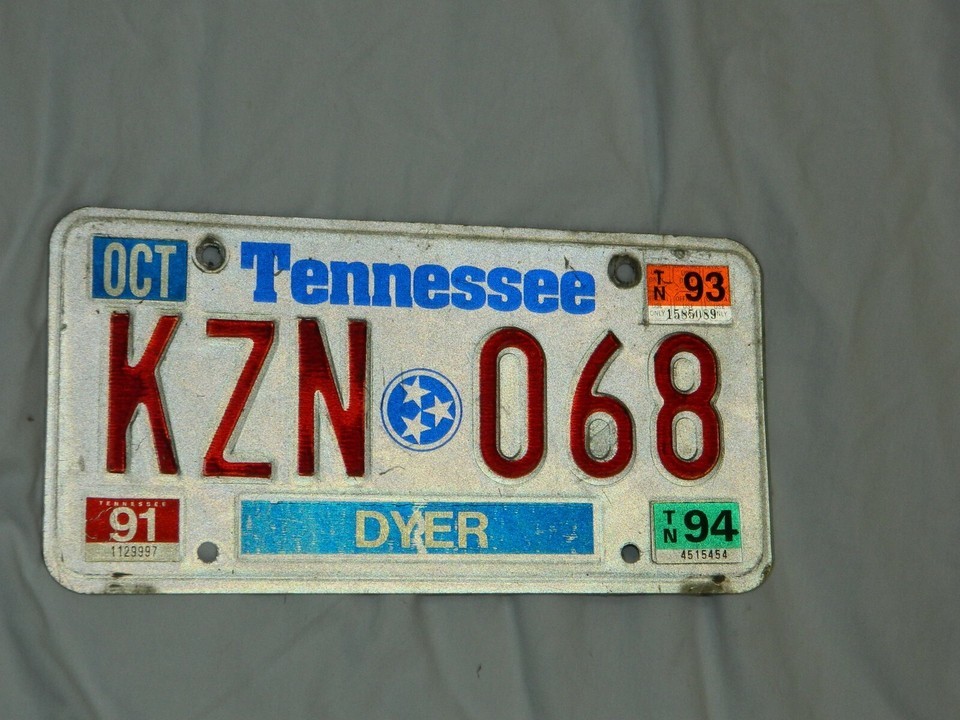 OCT
Tennessee
TN 93
1585089
KZN 068
TENNESSEE
91
1129997
DYER
TN 94
4515454